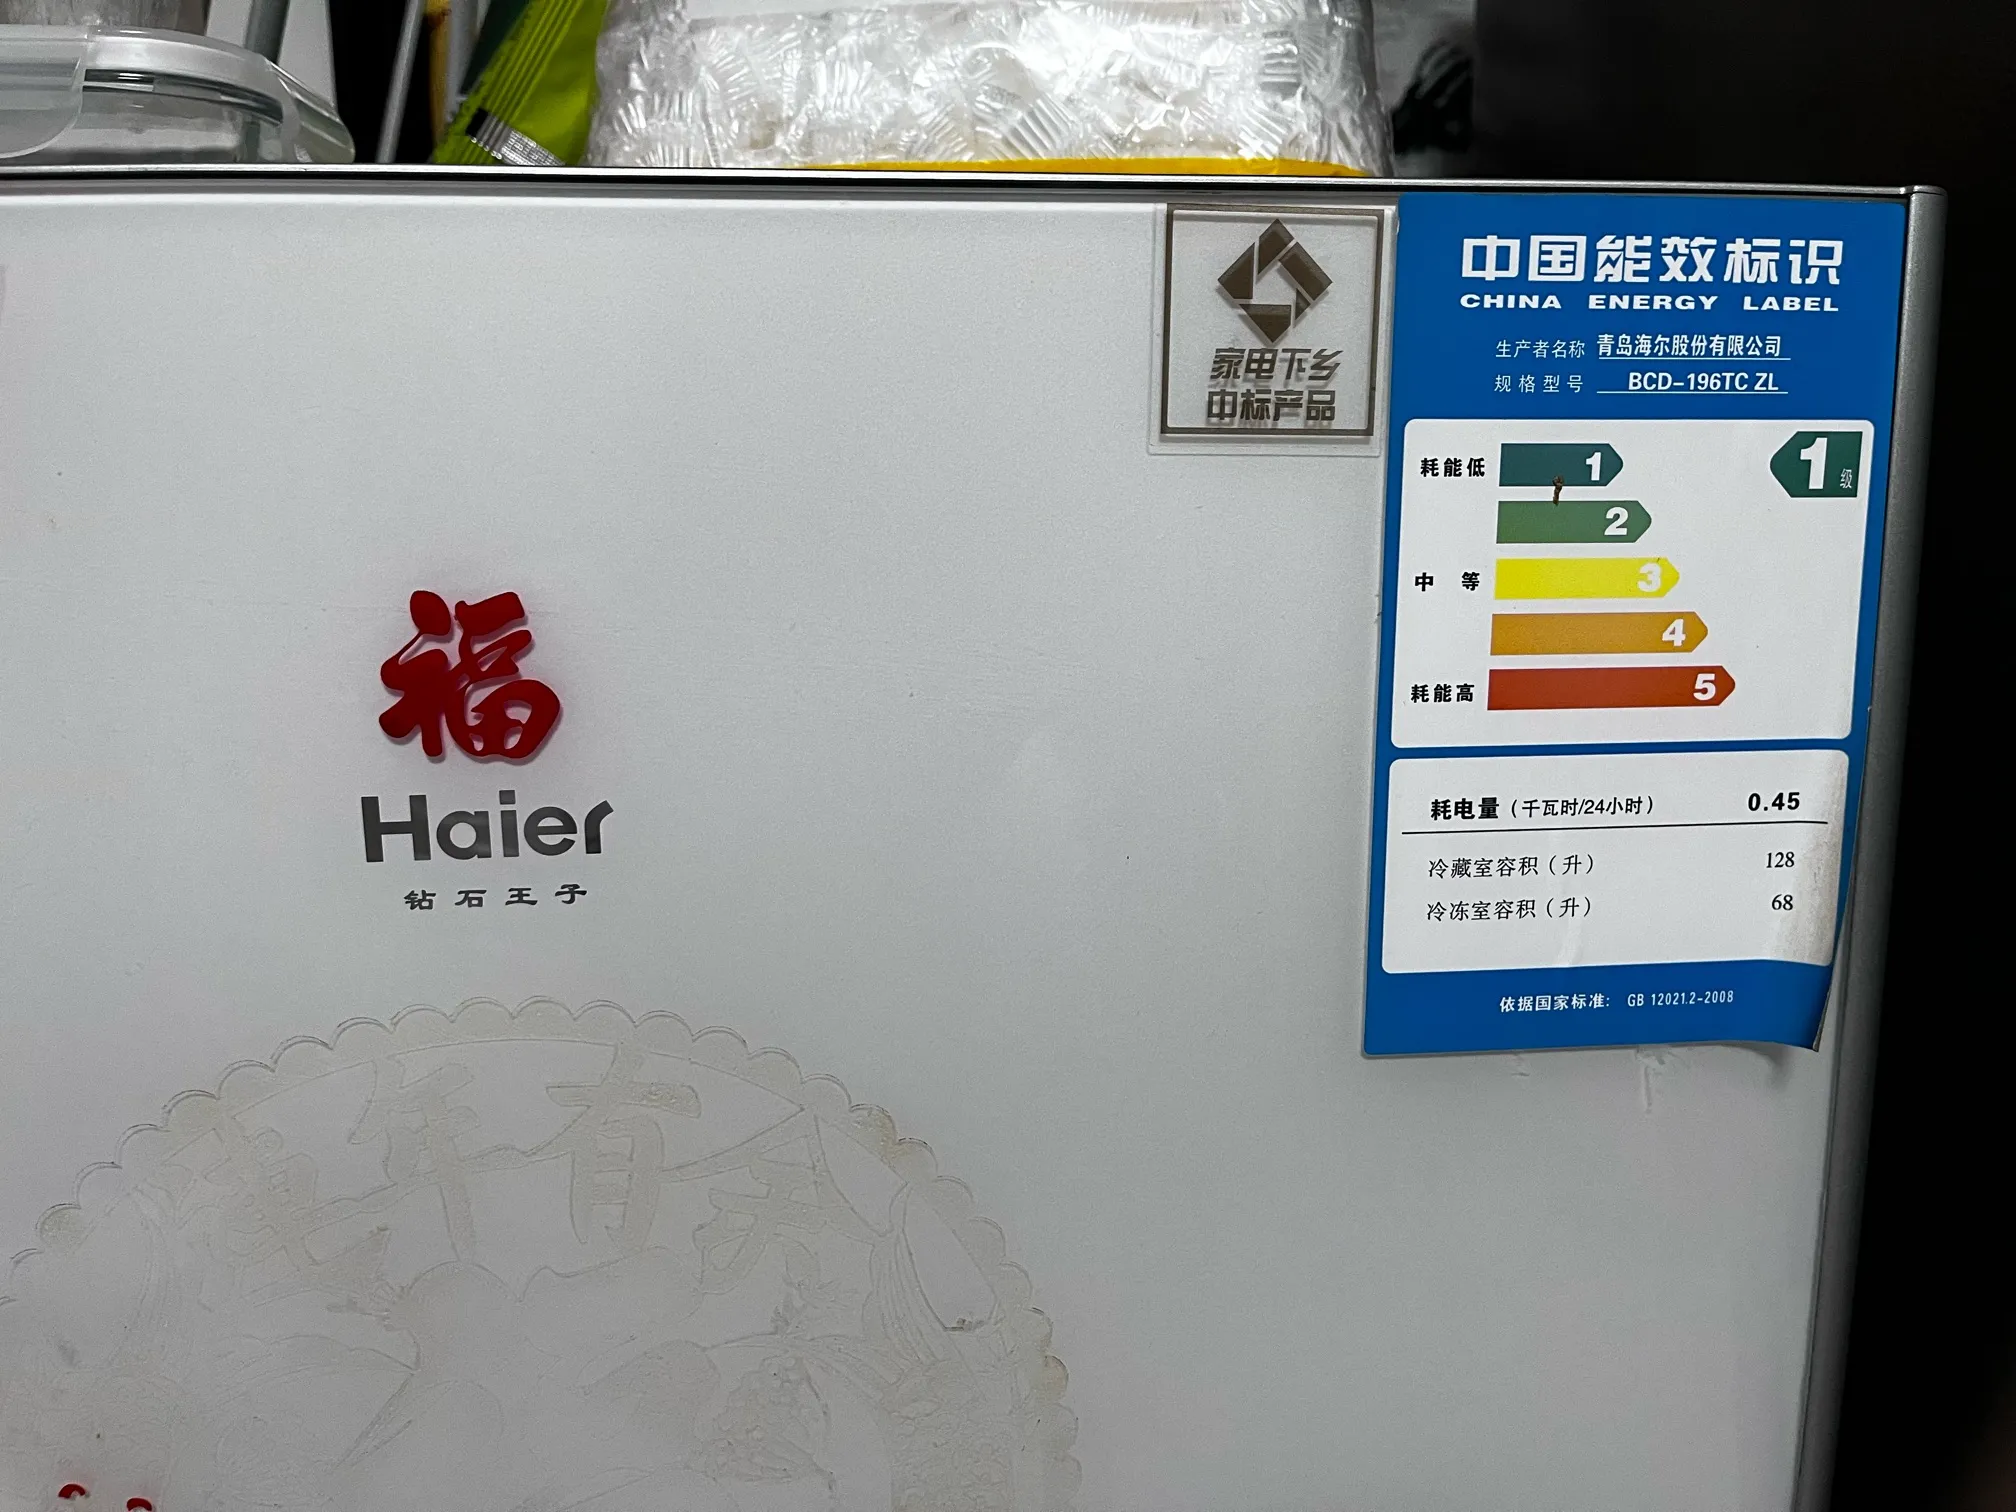 家电下乡
中标产品
中国能效标识
CHINA ENERGY LABEL
生产者名称 青岛海尔股份有限公司
规格型号 BCD-196TC ZL
耗能低 1 1级
2
中 等 3
4
耗能高 5
耗电量（千瓦时/24小时） 0.45
冷藏室容积（升） 128
冷冻室容积（升） 68
依据国家标准： GB 12021.2-2008
福
Haier
钻石王子
年有余